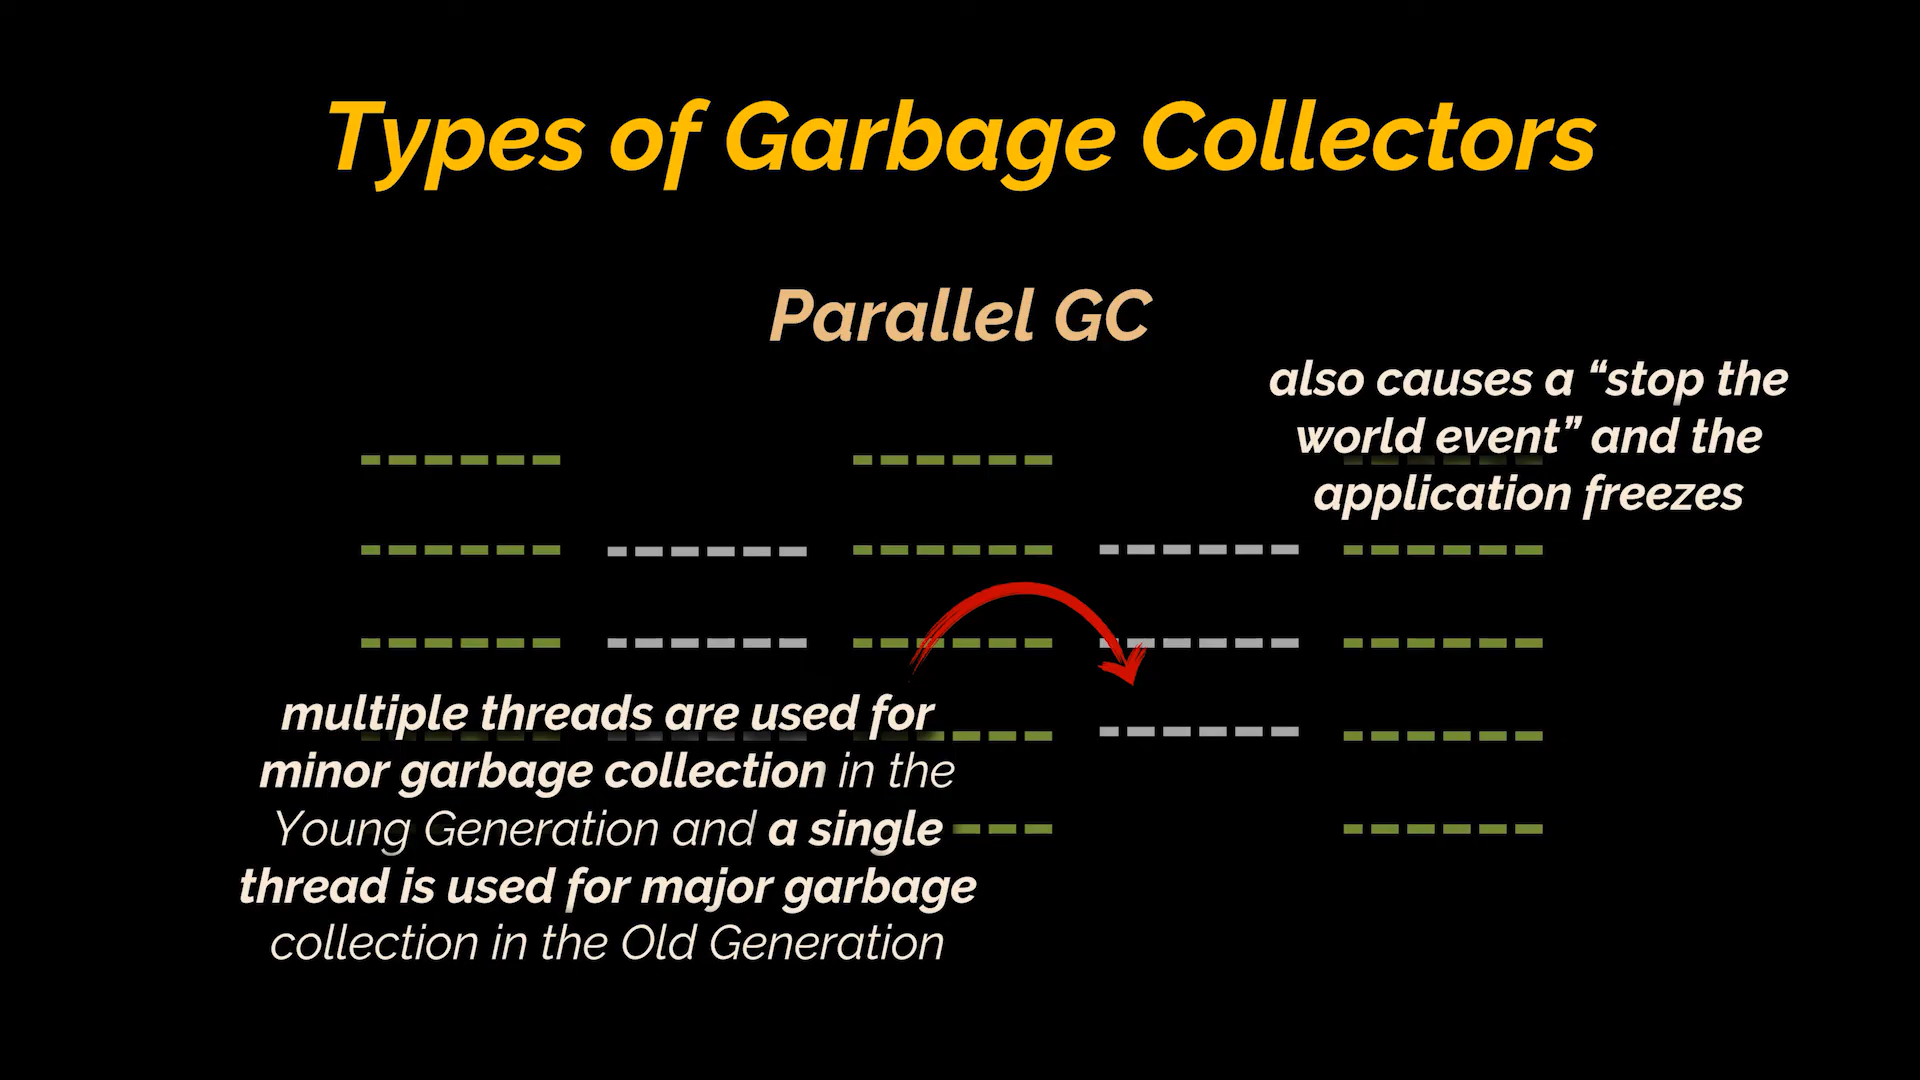 Types of Garbage Collectors
Parallel GC
also causes a “stop the
world event” and the
application freezes
multiple threads are used for
minor garbage collection in the
Young Generation and a single
thread is used for major garbage
collection in the Old Generation